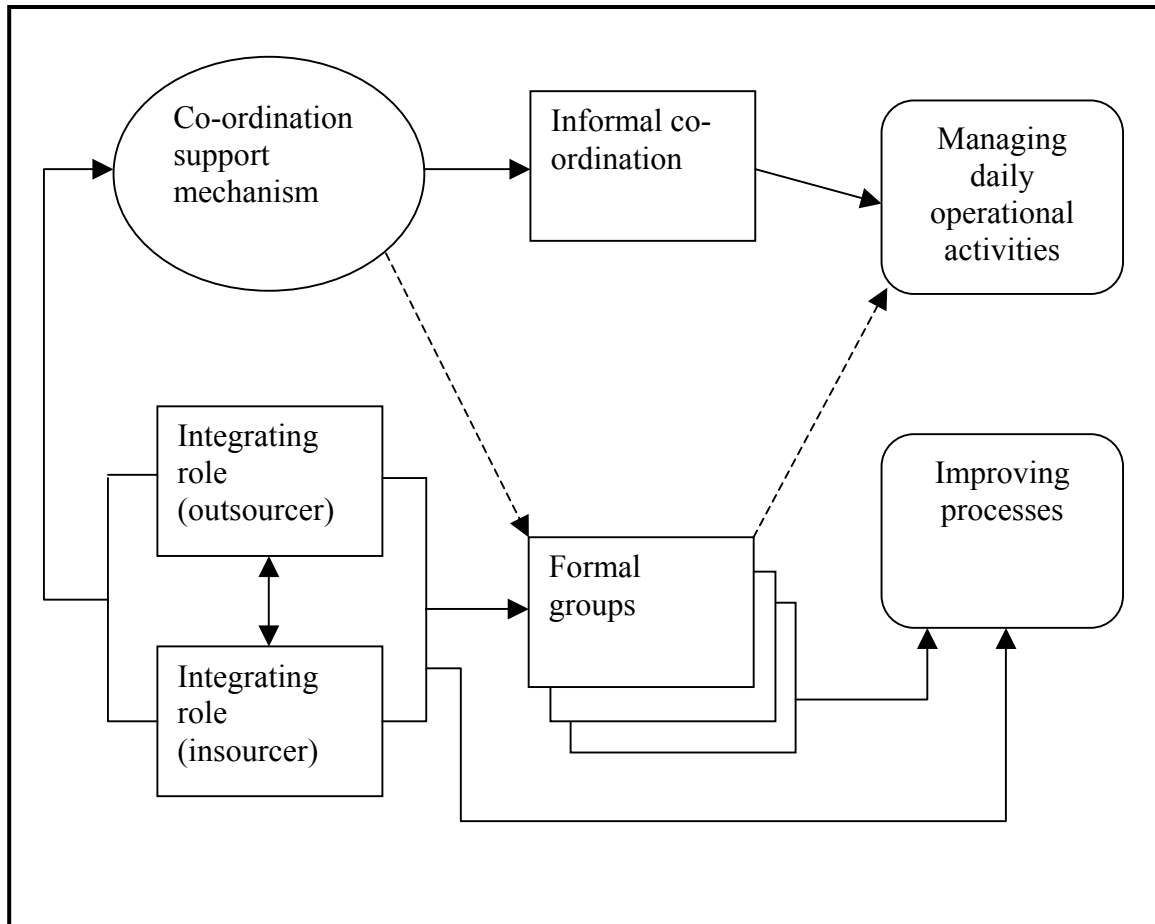 Co-ordination
support
mechanism
Informal co-
ordination
Managing
daily
operational
activities
Integrating
role
(outsourcer)
Improving
processes
Formal
groups
Integrating
role
(insourcer)